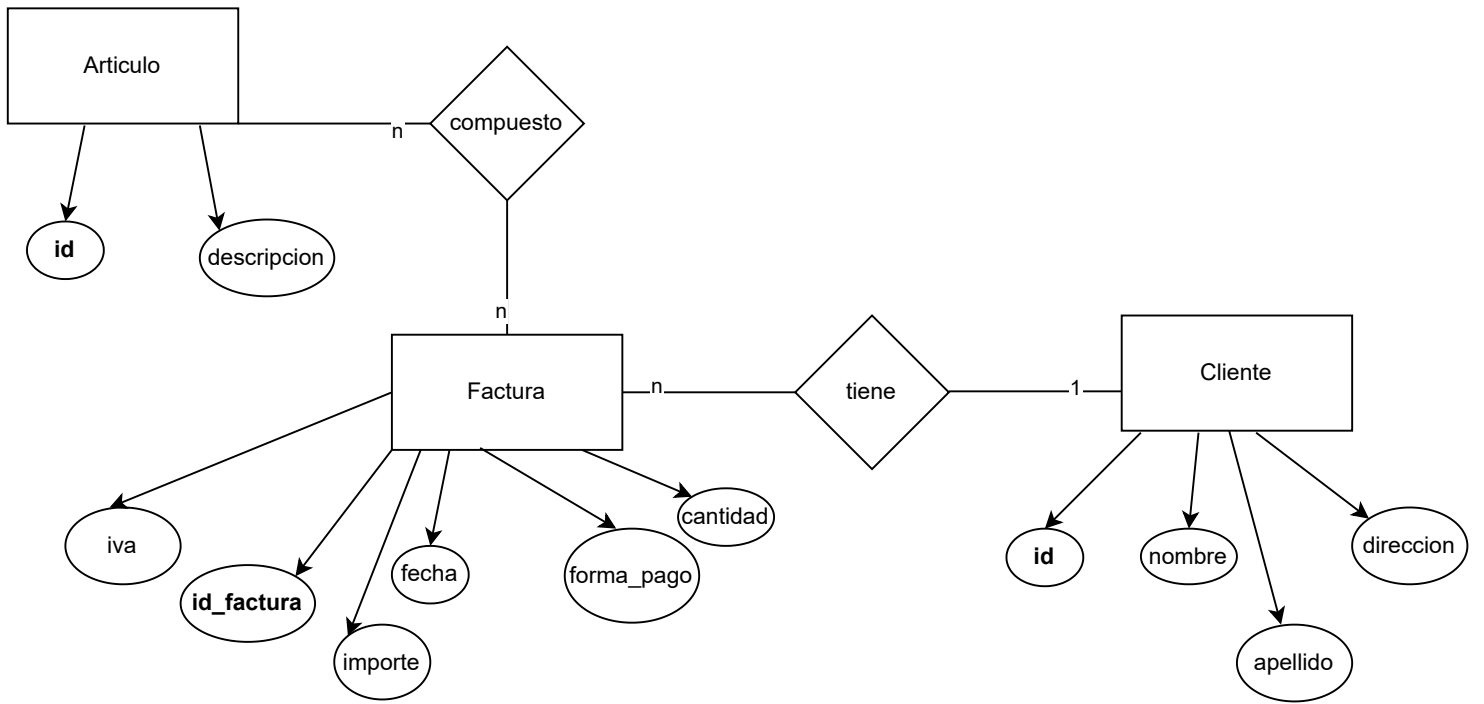 Articulo
compuesto
n
id
descripcion
n
Factura
n
tiene
1
Cliente
iva
id_factura
importe
fecha
forma_pago
cantidad
id
nombre
apellido
direccion